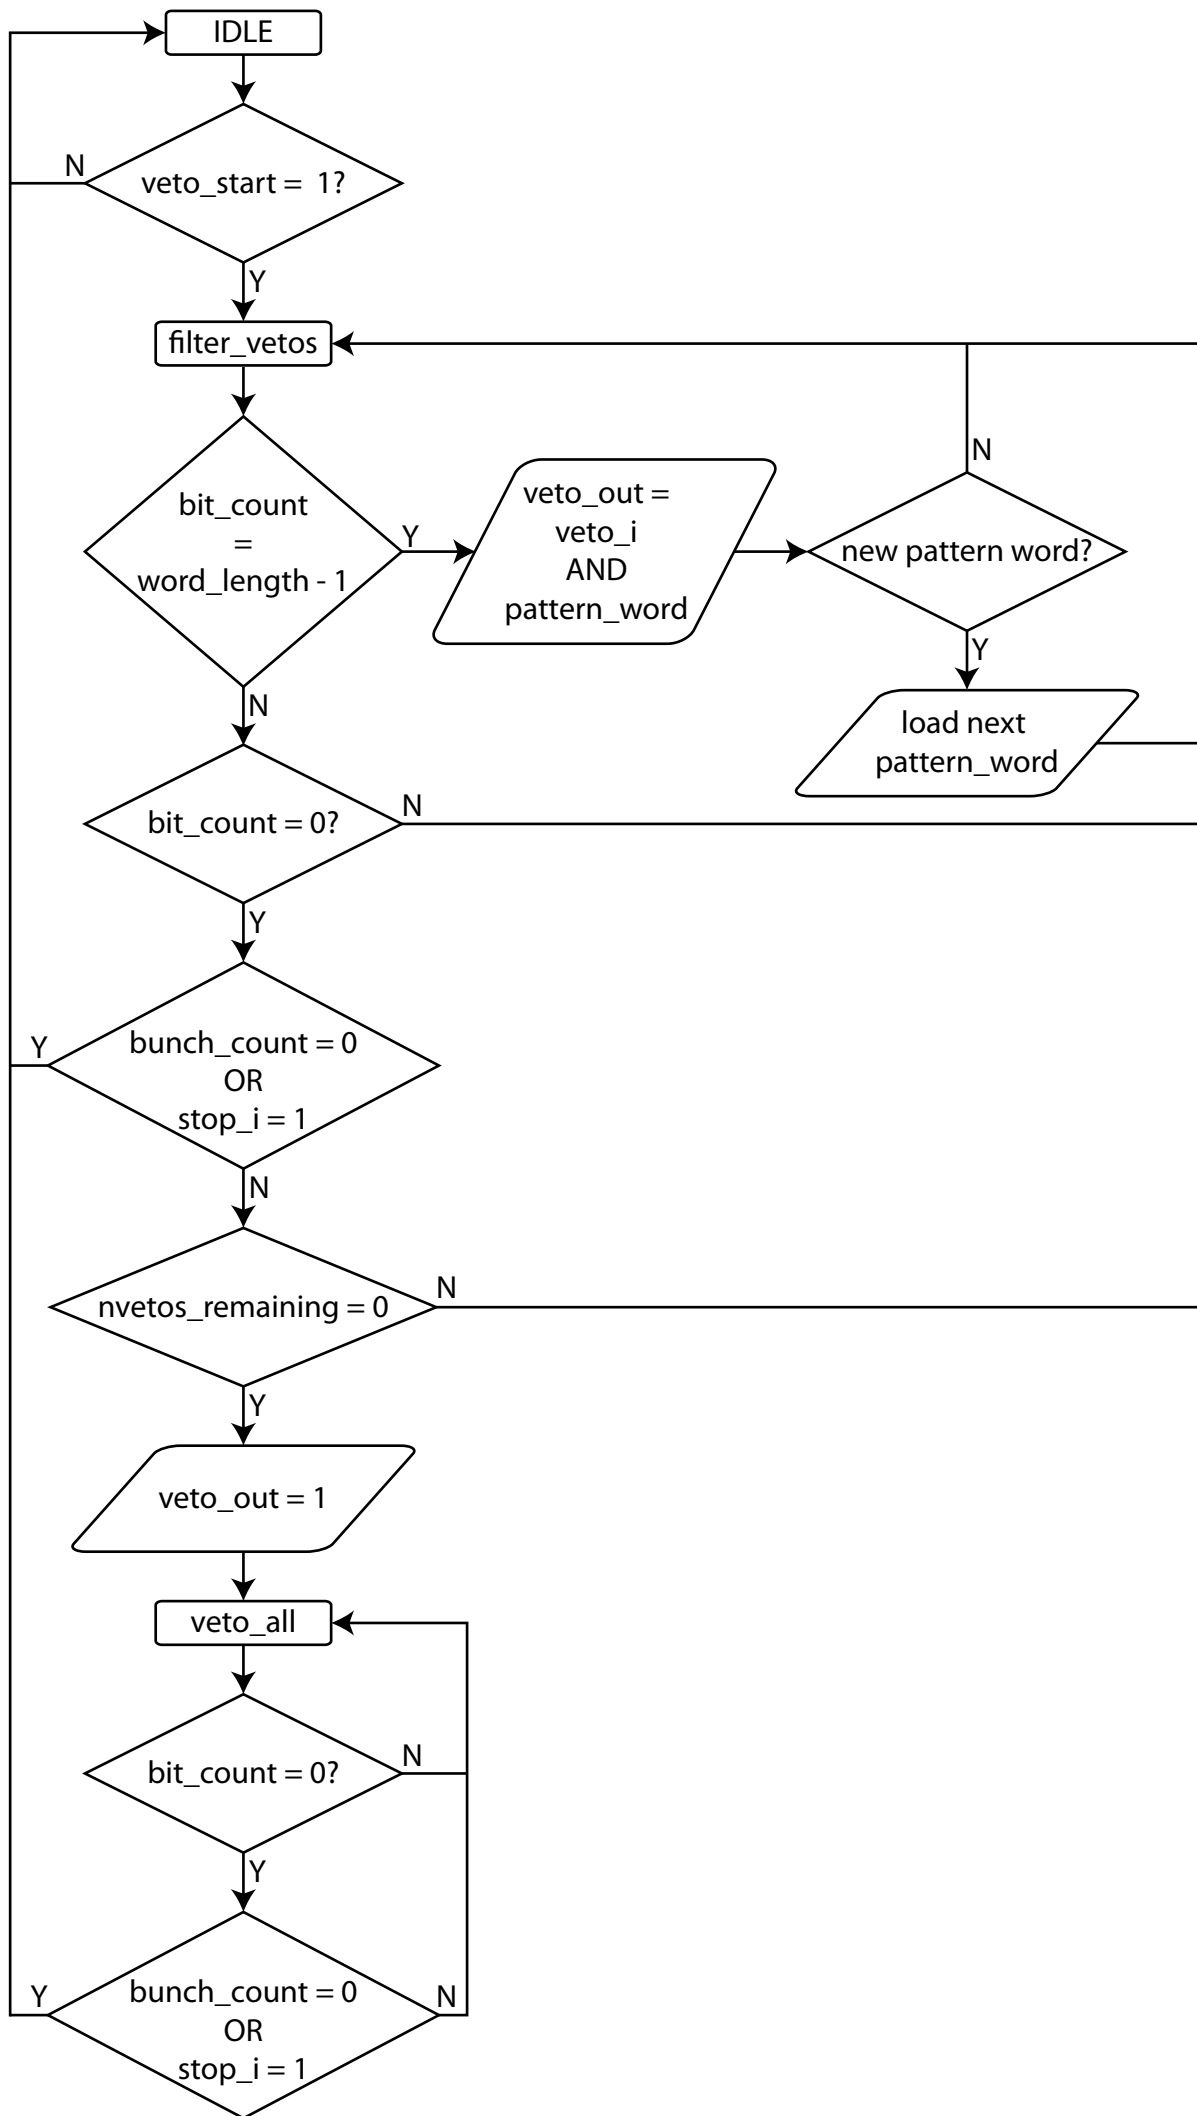 IDLE
N
veto_start =  1?
Y
filter_vetos
bit_count
=
word_length - 1
Y
veto_out =
veto_i
AND
pattern_word
N
new pattern word?
Y
load next
pattern_word
N
bit_count = 0?
N
Y
Y
bunch_count = 0
OR
stop_i = 1
N
nvetos_remaining = 0
N
Y
veto_out = 1
veto_all
bit_count = 0?
N
Y
Y
bunch_count = 0
OR
stop_i = 1
N